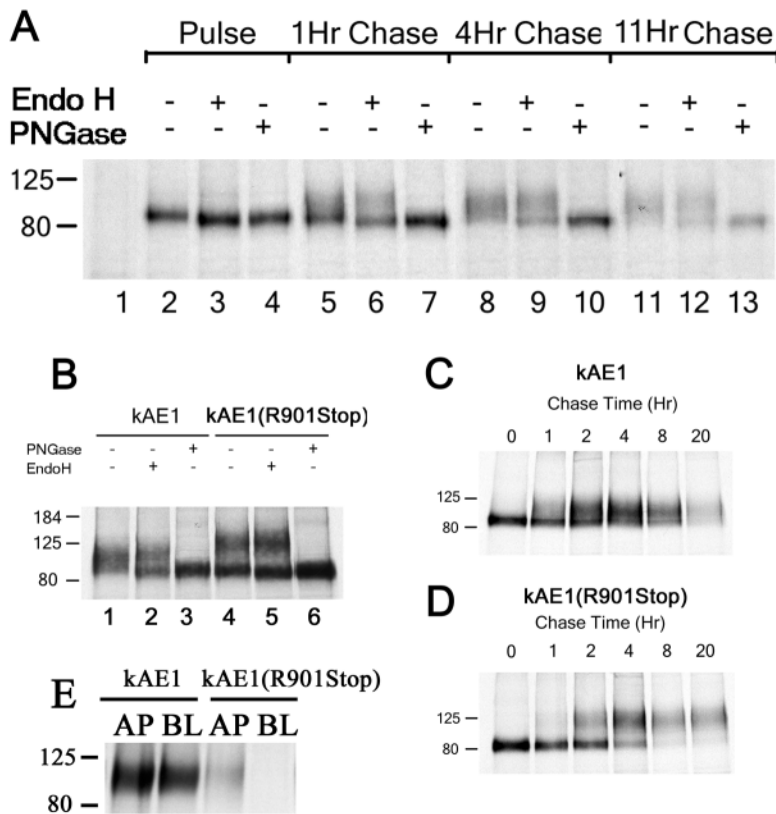 A
Pulse 1Hr Chase 4Hr Chase 11Hr Chase
Endo H - + - - + - - + - - + -
PNGase - - + - - + - - + - - +
125
80
1 2 3 4 5 6 7 8 9 10 11 12 13
B
kAE1 kAE1(R901Stop)
PNGase - - + - - +
EndoH - + - - + -
184
125
80
1 2 3 4 5 6
C
kAE1
Chase Time (Hr)
0 1 2 4 8 20
125
80
D
kAE1(R901Stop)
Chase Time (Hr)
0 1 2 4 8 20
125
80
E
kAE1 kAE1(R901Stop)
AP BL AP BL
125
80